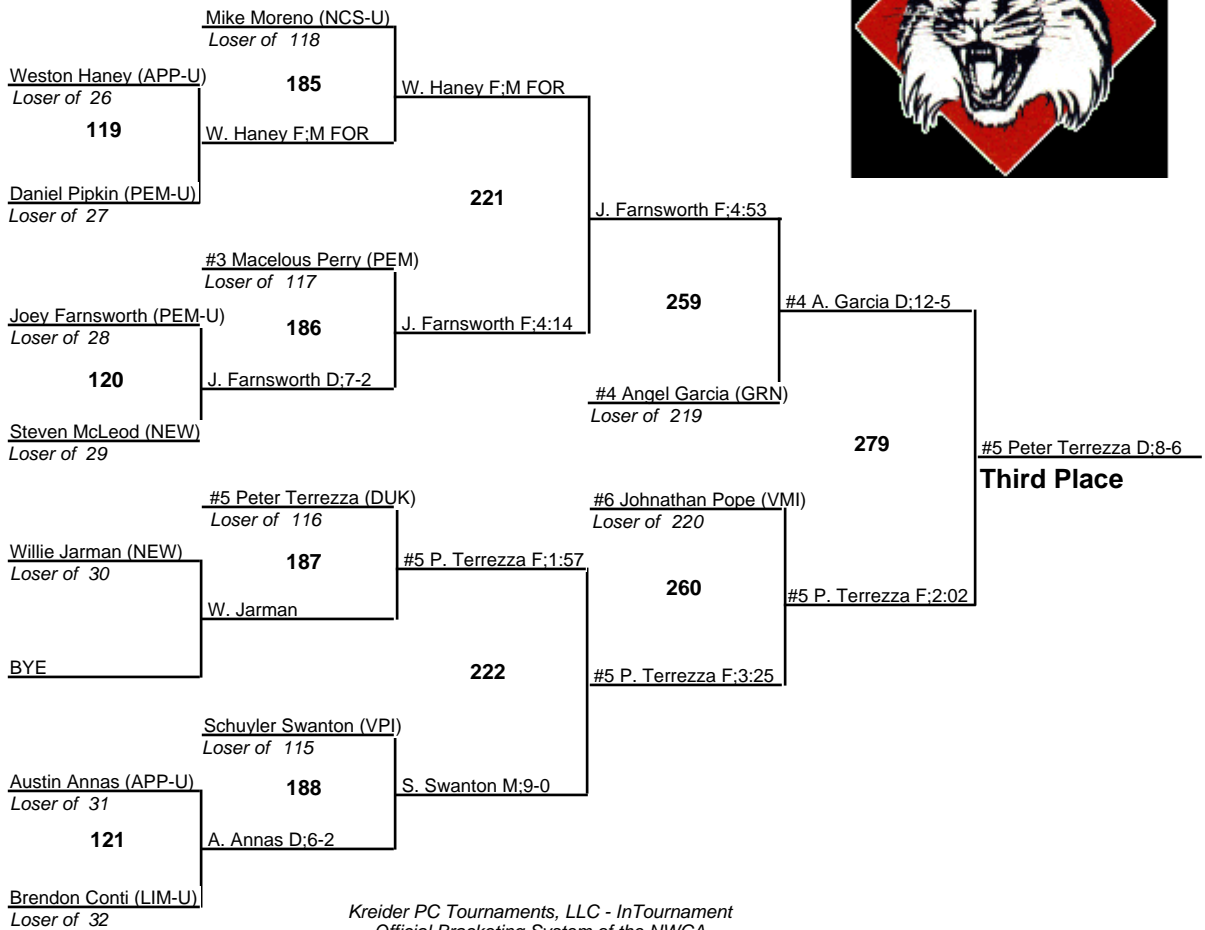 Mike Moreno (NCS-U)
Loser of 118
Weston Haney (APP-U)
Loser of 26
185
W. Haney F;M FOR
119
W. Haney F;M FOR
Daniel Pipkin (PEM-U)
Loser of 27
221
J. Farnsworth F;4:53
#3 Macelous Perry (PEM)
Loser of 117
259
#4 A. Garcia D;12-5
Joey Farnsworth (PEM-U)
Loser of 28
186
J. Farnsworth F;4:14
120
J. Farnsworth D;7-2
#4 Angel Garcia (GRN)
Loser of 219
Steven McLeod (NEW)
Loser of 29
279
#5 Peter Terrezza D;8-6
Third Place
#5 Peter Terrezza (DUK)
Loser of 116
#6 Johnathan Pope (VMI)
Loser of 220
Willie Jarman (NEW)
Loser of 30
187
#5 P. Terrezza F;1:57
260
#5 P. Terrezza F;2:02
W. Jarman
BYE
222
#5 P. Terrezza F;3:25
Schuyler Swanton (VPI)
Loser of 115
Austin Annas (APP-U)
Loser of 31
188
S. Swanton M;9-0
121
A. Annas D;6-2
Brendon Conti (LIM-U)
Loser of 32
Kreider PC Tournaments, LLC - InTournament
Official Bracketing System of the NWCA